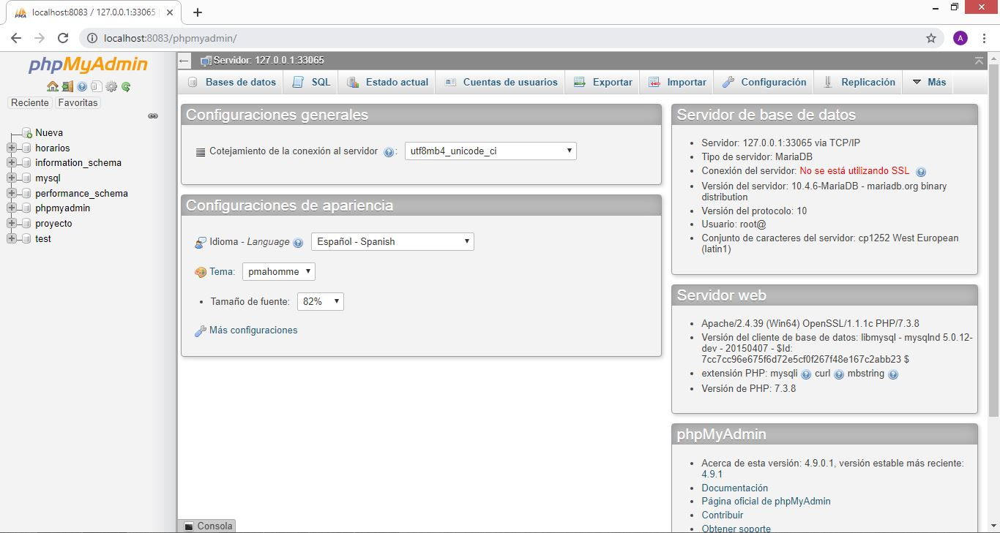 localhost:8083 / 127.0.0.1:33065
localhost:8083/phpmyadmin/
A
phpMyAdmin
Reciente Favoritas
Nueva
horarios
information_schema
mysql
performance_schema
phpmyadmin
proyecto
test
Servidor: 127.0.0.1:33065
Bases de datos SQL Estado actual Cuentas de usuarios Exportar Importar Configuración Replicación Más
Configuraciones generales
Cotejamiento de la conexión al servidor : utf8mb4_unicode_ci
Configuraciones de apariencia
Idioma - Language Español - Spanish
Tema: pmahomme
Tamaño de fuente: 82%
Más configuraciones
Servidor de base de datos
Servidor: 127.0.0.1:33065 via TCP/IP
Tipo de servidor: MariaDB
Conexión del servidor: No se está utilizando SSL
Versión del servidor: 10.4.6-MariaDB - mariadb.org binary
distribution
Versión del protocolo: 10
Usuario: root@
Conjunto de caracteres del servidor: cp1252 West European
(latin1)
Servidor web
Apache/2.4.39 (Win64) OpenSSL/1.1.1c PHP/7.3.8
Versión del cliente de base de datos: libmysql - mysqlnd 5.0.12-
dev - 20150407 - $Id:
7cc7cc96e675f6d72e5cf0f267f48e167c2abb23 $
extensión PHP: mysqli curl mbstring
Versión de PHP: 7.3.8
phpMyAdmin
Acerca de esta versión: 4.9.0.1, versión estable más reciente:
4.9.1
Documentación
Página oficial de phpMyAdmin
Contribuir
Obtener soporte
Consola